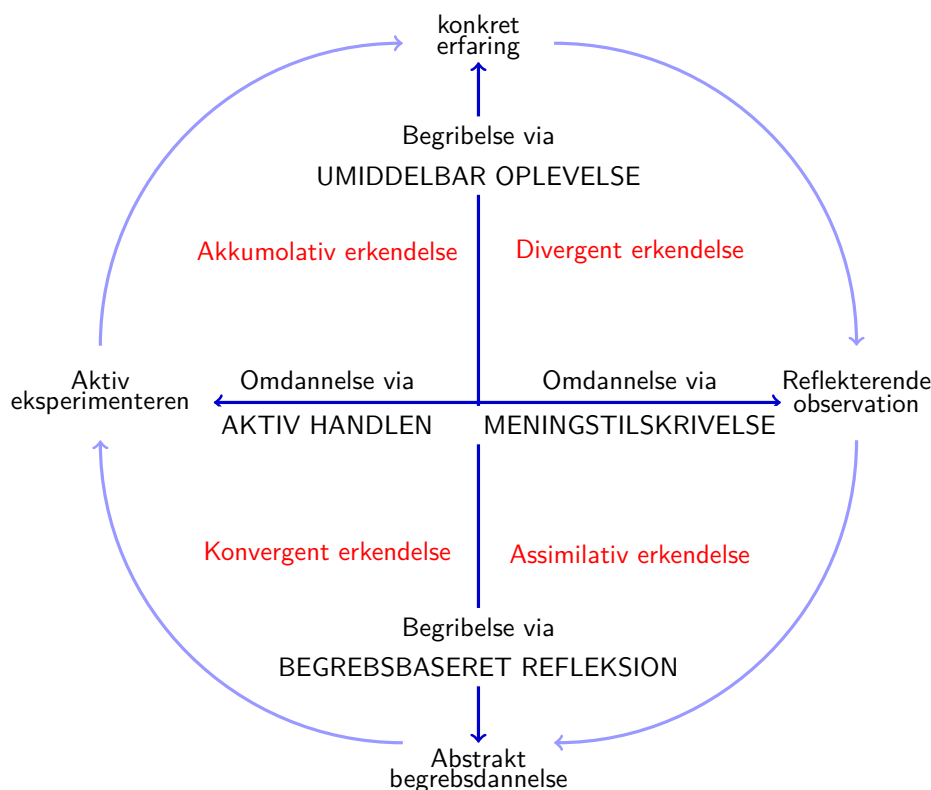 konkret
erfaring
Begribelse via
UMIDDELBAR OPLEVELSE
Akkumolativ erkendelse
Divergent erkendelse
Aktiv
eksperimenteren
Omdannelse via
AKTIV HANDLEN
Omdannelse via
MENINGSTILSKRIVELSE
Reflekterende
observation
Konvergent erkendelse
Assimilativ erkendelse
Begribelse via
BEGREBSBASERET REFLEKSION
Abstrakt
begrebsdannelse